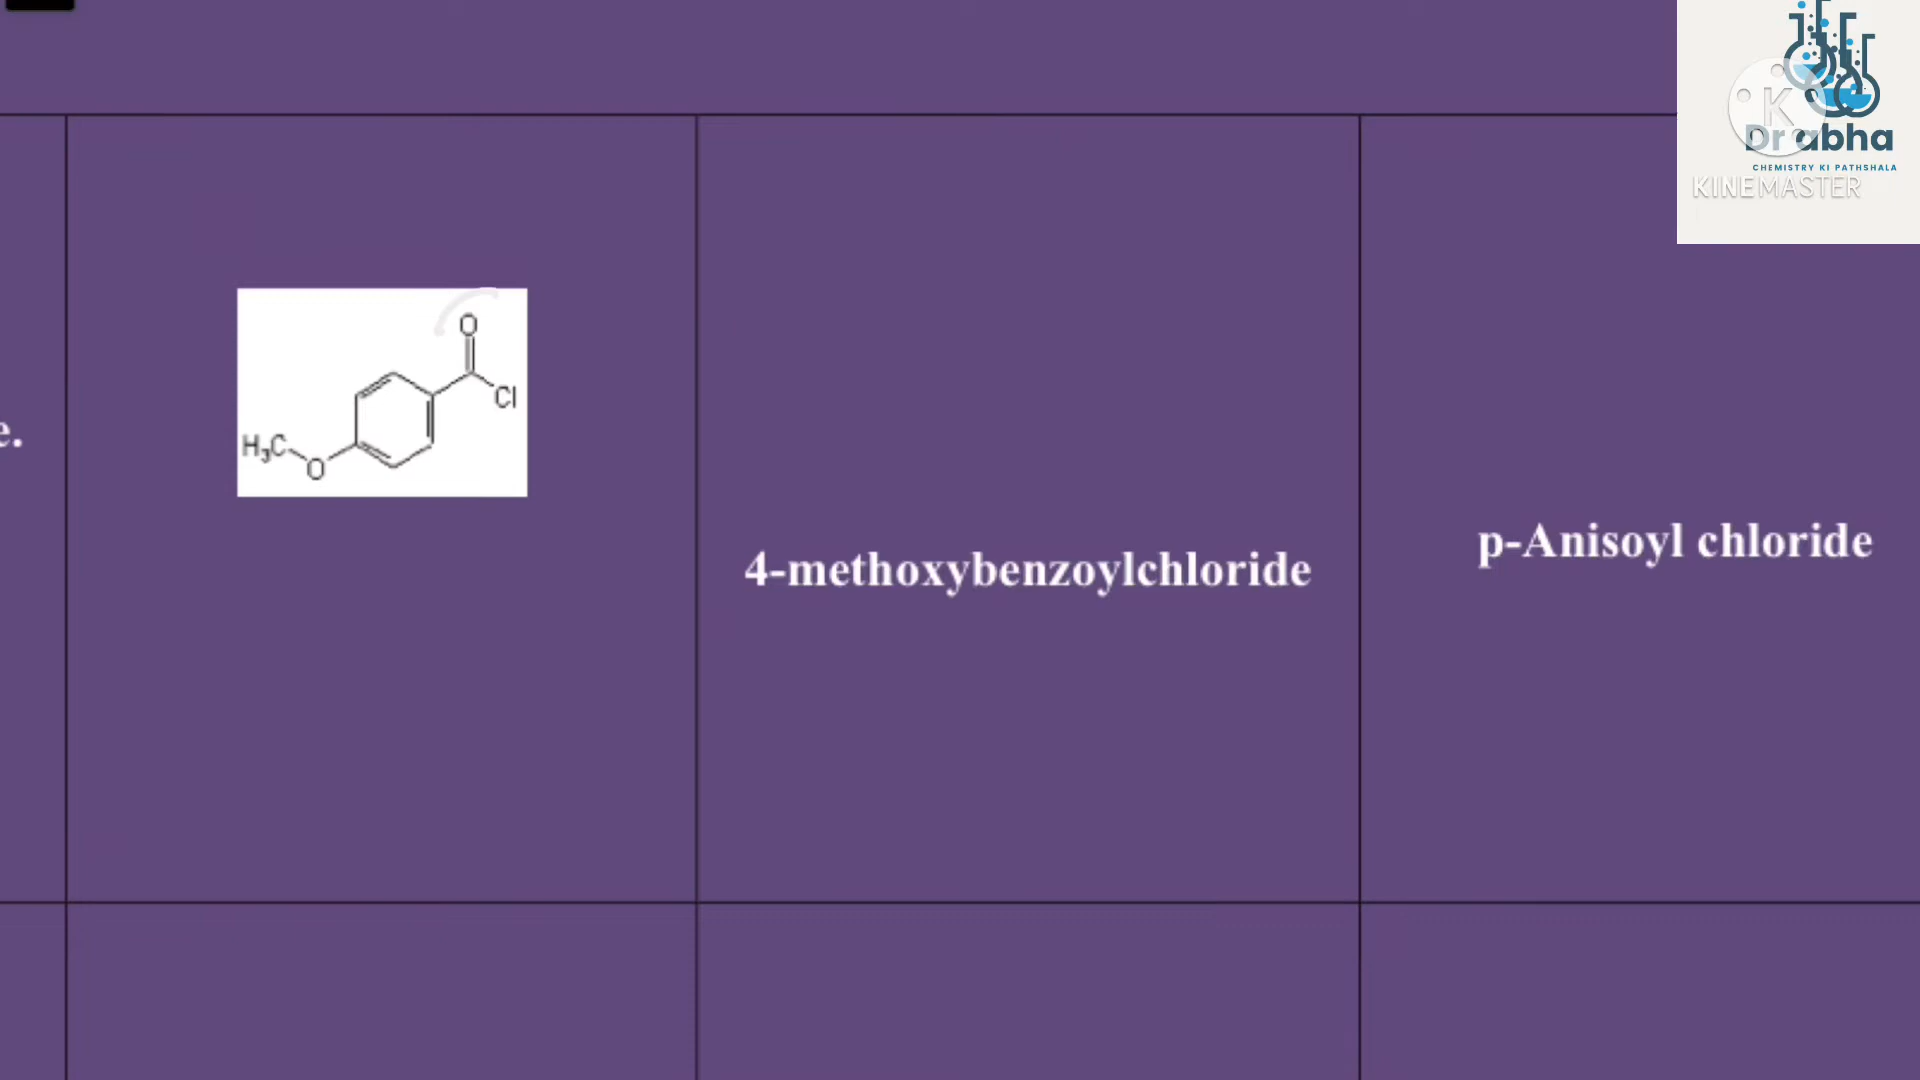 Dr abha
CHEMISTRY KI PATHSHALA
KINEMASTER
O
Cl
H₃C
O
e.
4-methoxybenzoylchloride
p-Anisoyl chloride